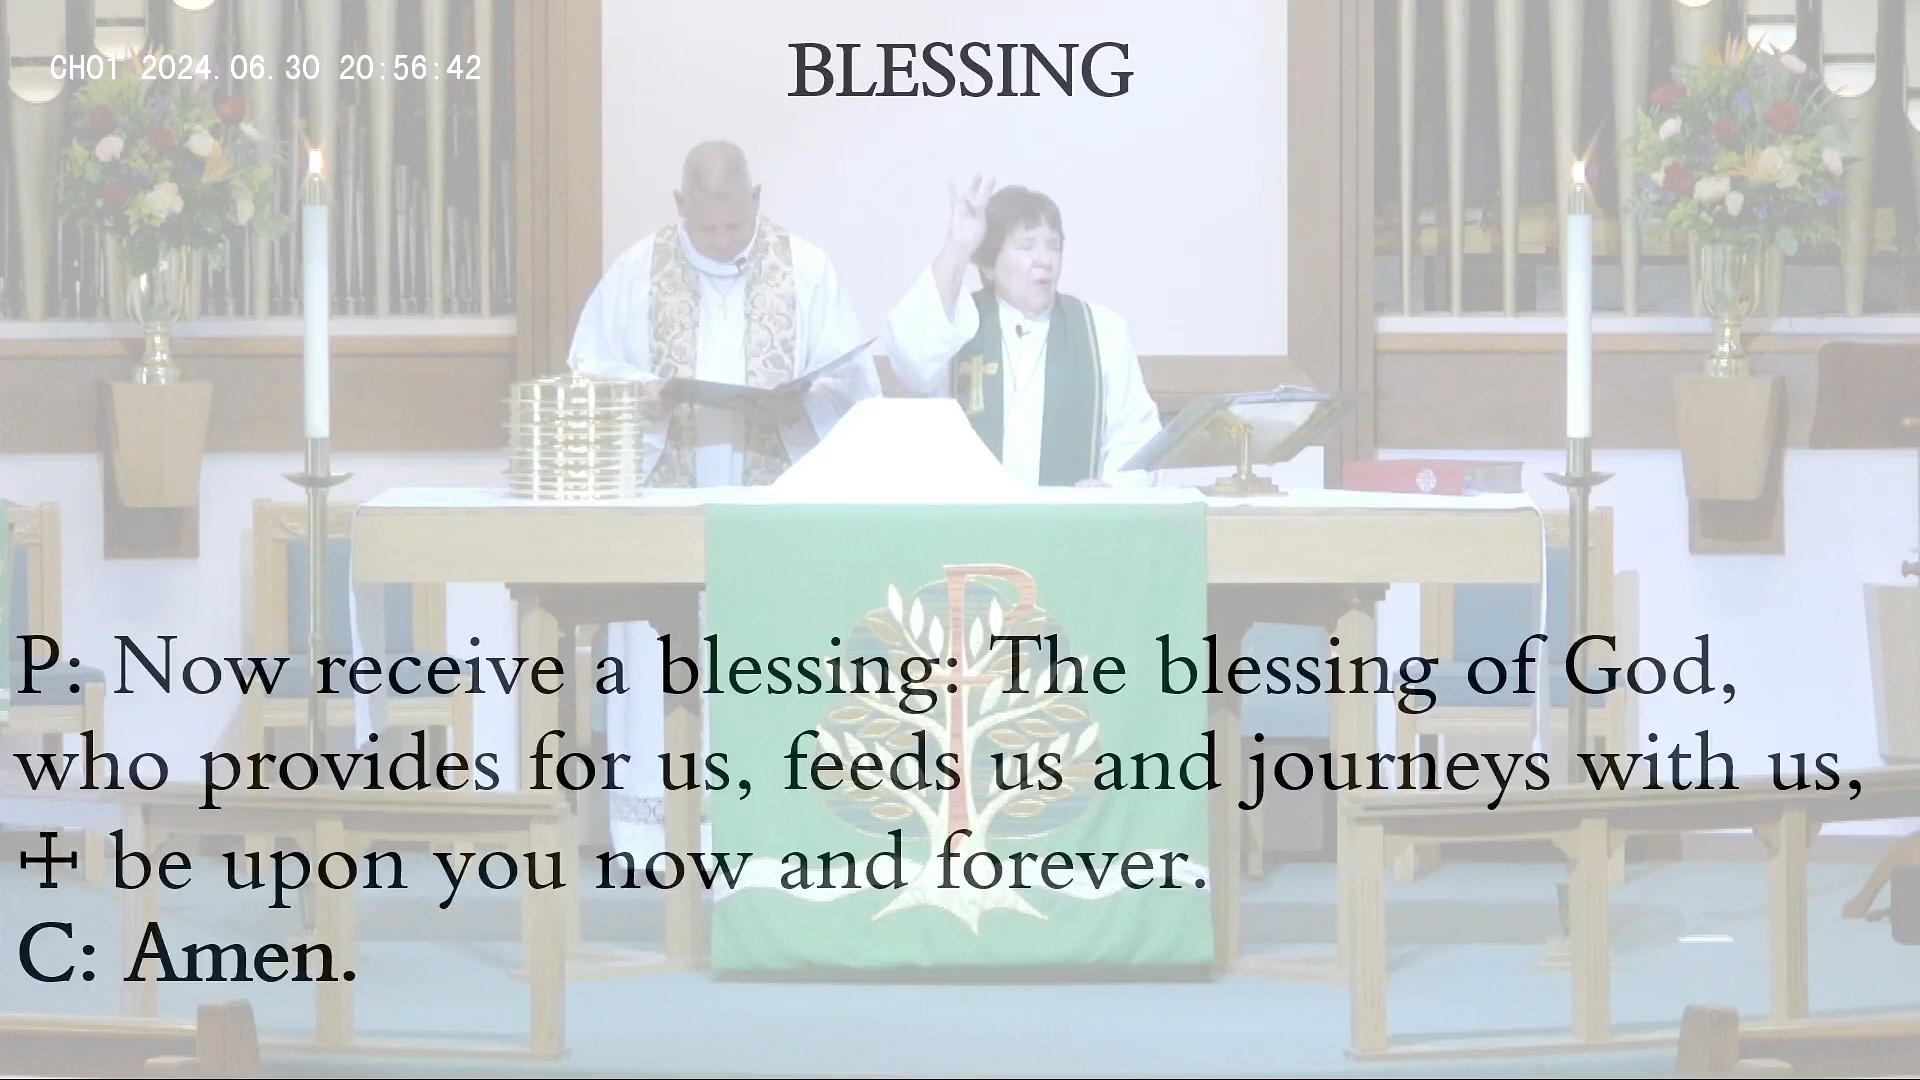 CH01 2024.06.30 20:56:42
BLESSING
P: Now receive a blessing: The blessing of God,
who provides for us, feeds us and journeys with us,
☩ be upon you now and forever.
C: Amen.